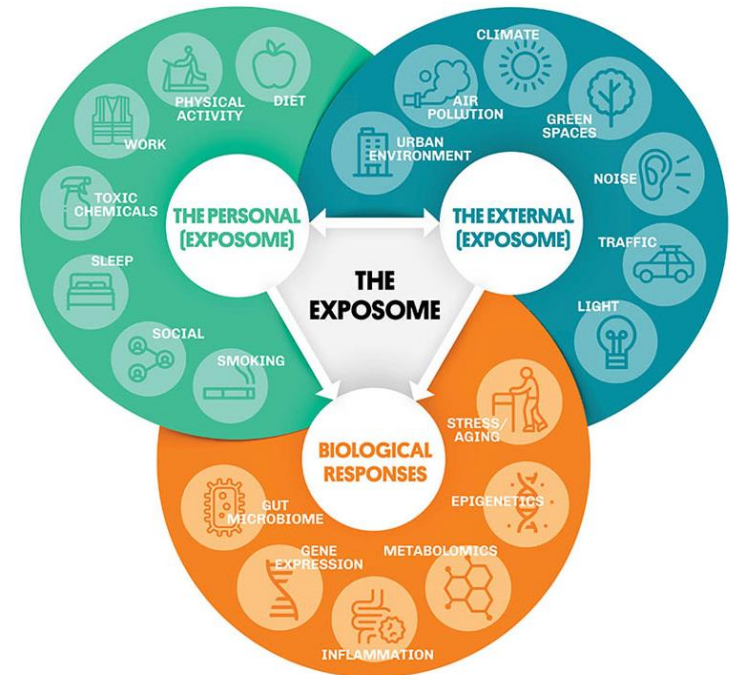 CLIMATE
AIR
POLLUTION
GREEN
SPACES
URBAN
ENVIRONMENT
NOISE
TRAFFIC
LIGHT
THE EXTERNAL
(EXPOSOME)
DIET
PHYSICAL
ACTIVITY
WORK
TOXIC
CHEMICALS
SLEEP
SOCIAL
SMOKING
THE PERSONAL
(EXPOSOME)
THE
EXPOSOME
BIOLOGICAL
RESPONSES
STRESS/
AGING
EPIGENETICS
METABOLOMICS
INFLAMMATION
GENE
EXPRESSION
GUT
MICROBIOME